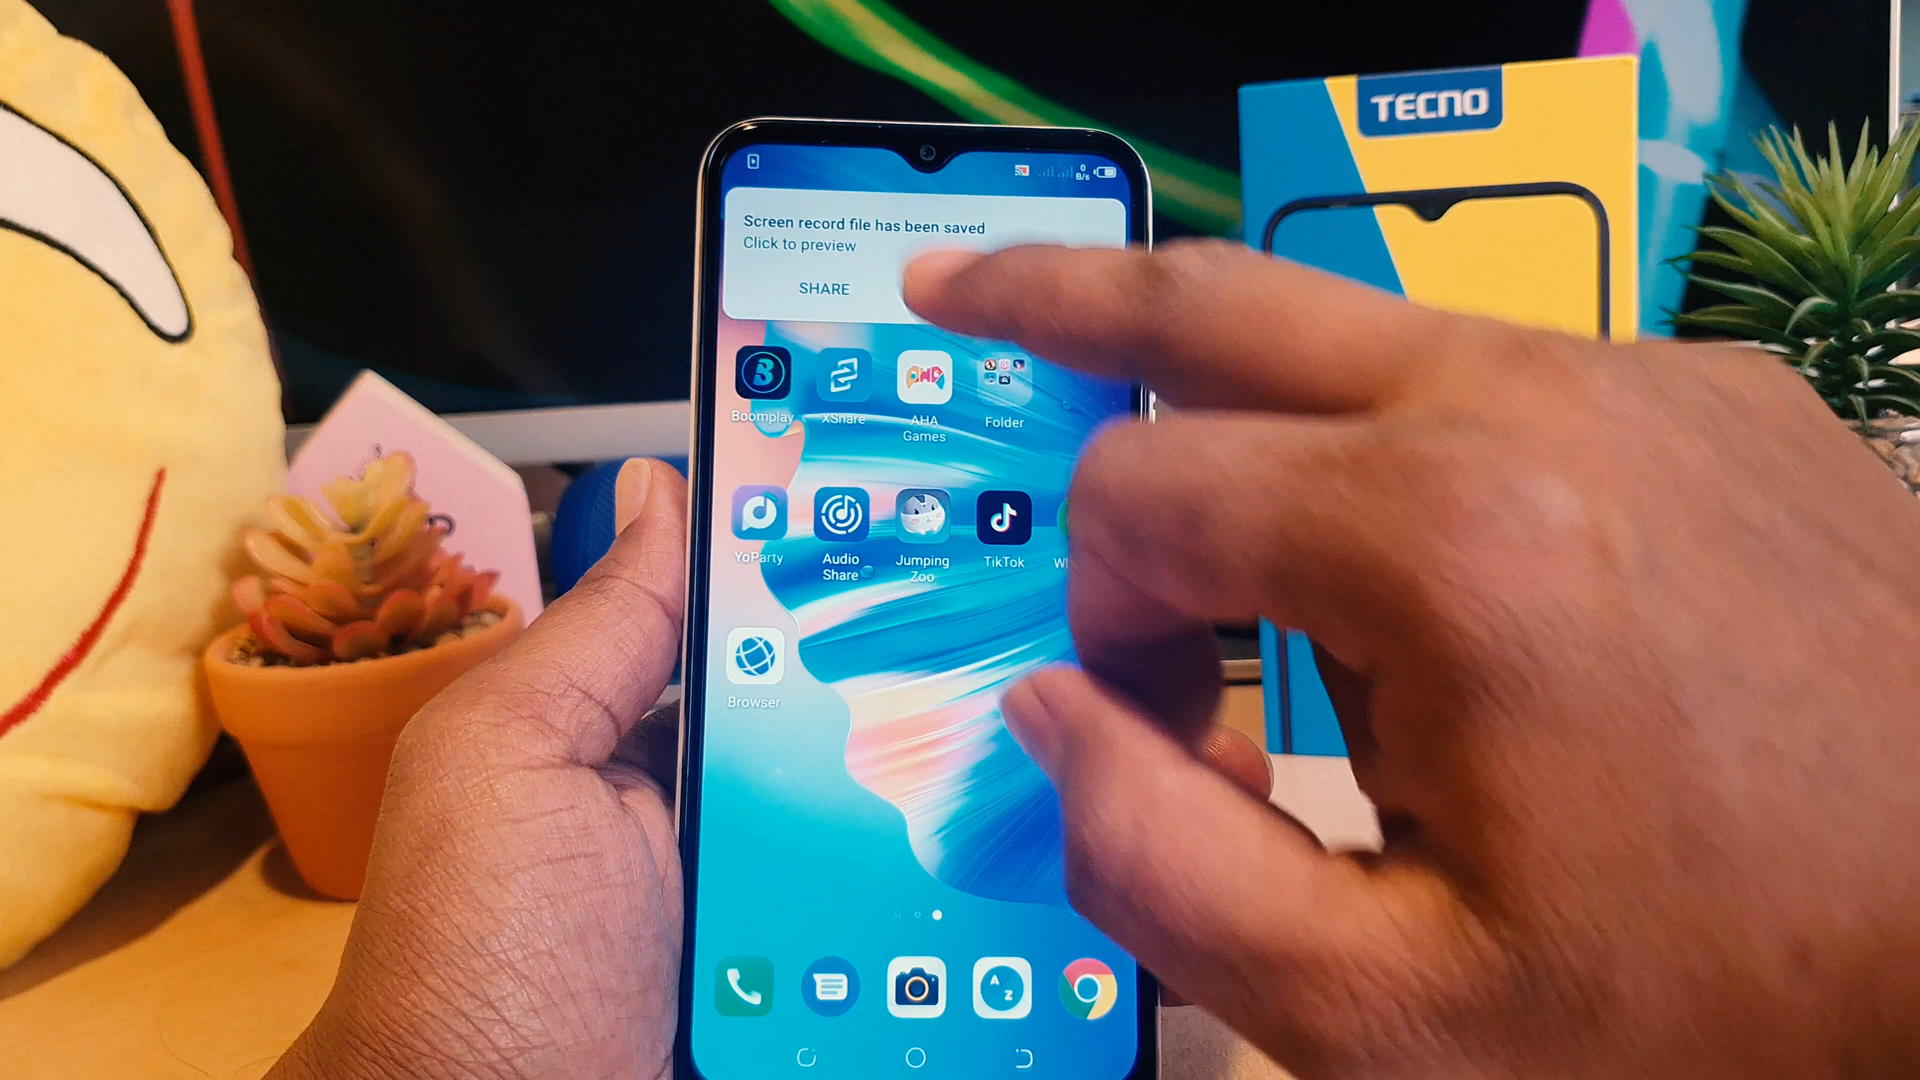 TECNO
0
B/s
Screen record file has been saved
Click to preview
SHARE
Boomplay
XShare
AHA
Games
Folder
YoParty
Audio
Share
Jumping
Zoo
TikTok
Browser
A
Z